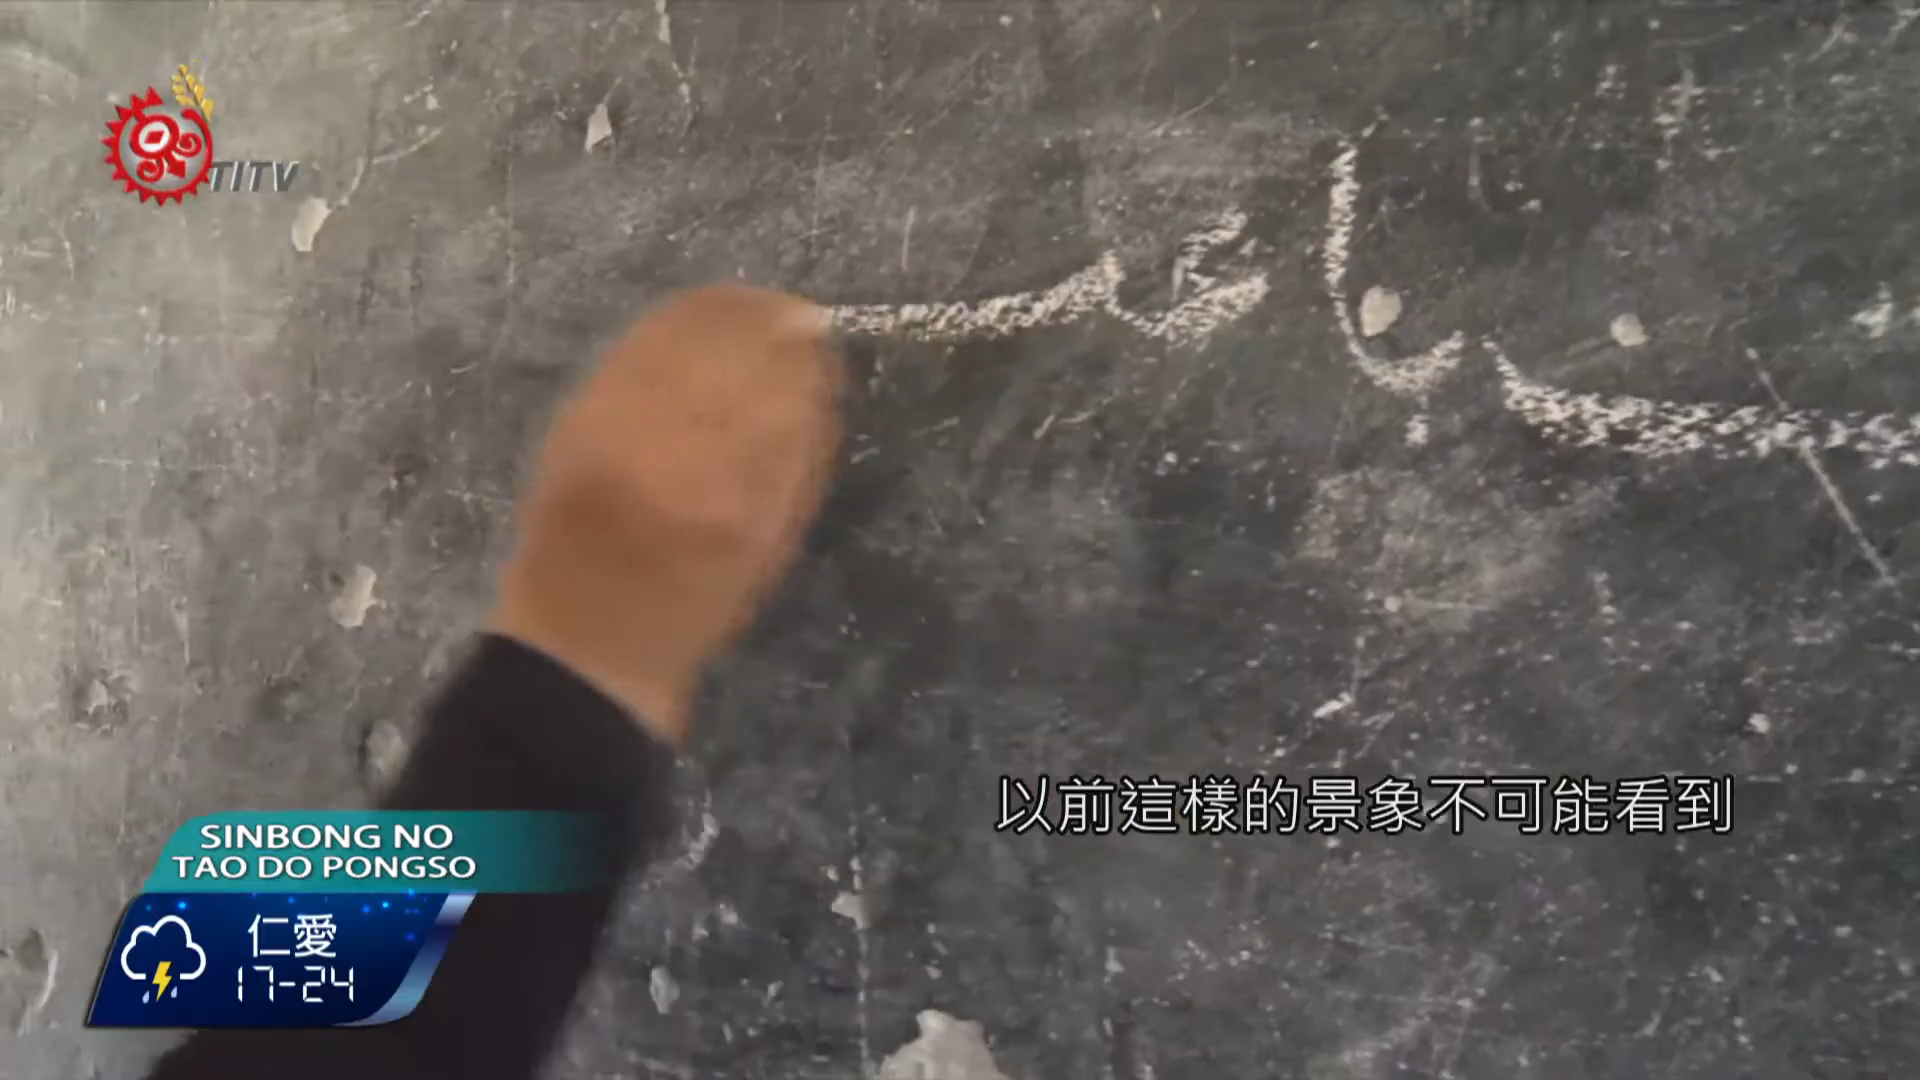 TITV
以前這樣的景象不可能看到
SINBONG NO
TAO DO PONGSO
仁愛
17-24